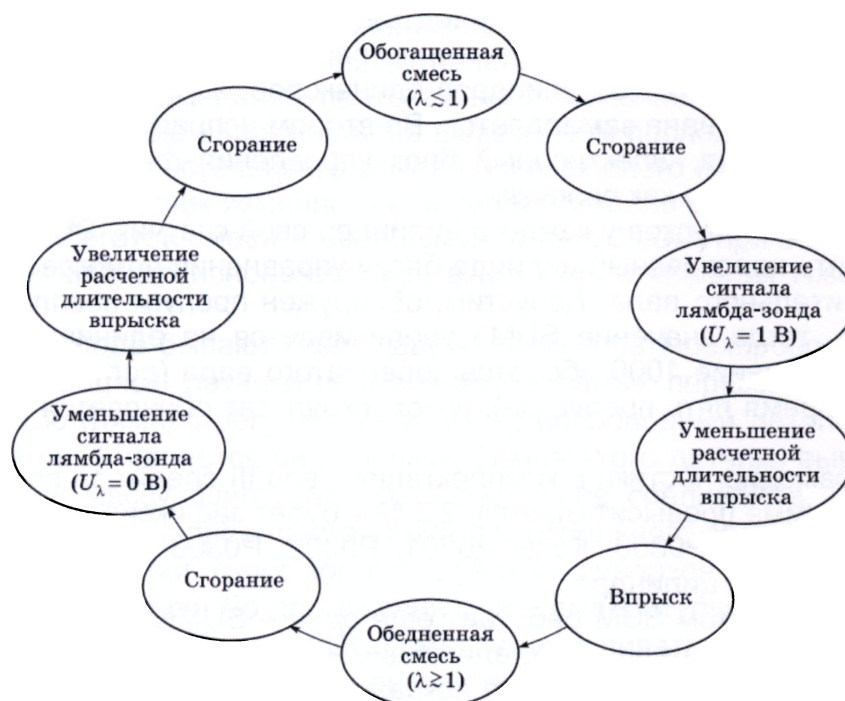 Обогащенная
смесь
(λ ≲ 1)
Сгорание
Увеличение
сигнала
лямбда-зонда
(Uλ = 1 В)
Уменьшение
расчетной
длительности
впрыска
Впрыск
Обедненная
смесь
(λ ≳ 1)
Сгорание
Уменьшение
сигнала
лямбда-зонда
(Uλ = 0 В)
Увеличение
расчетной
длительности
впрыска
Сгорание